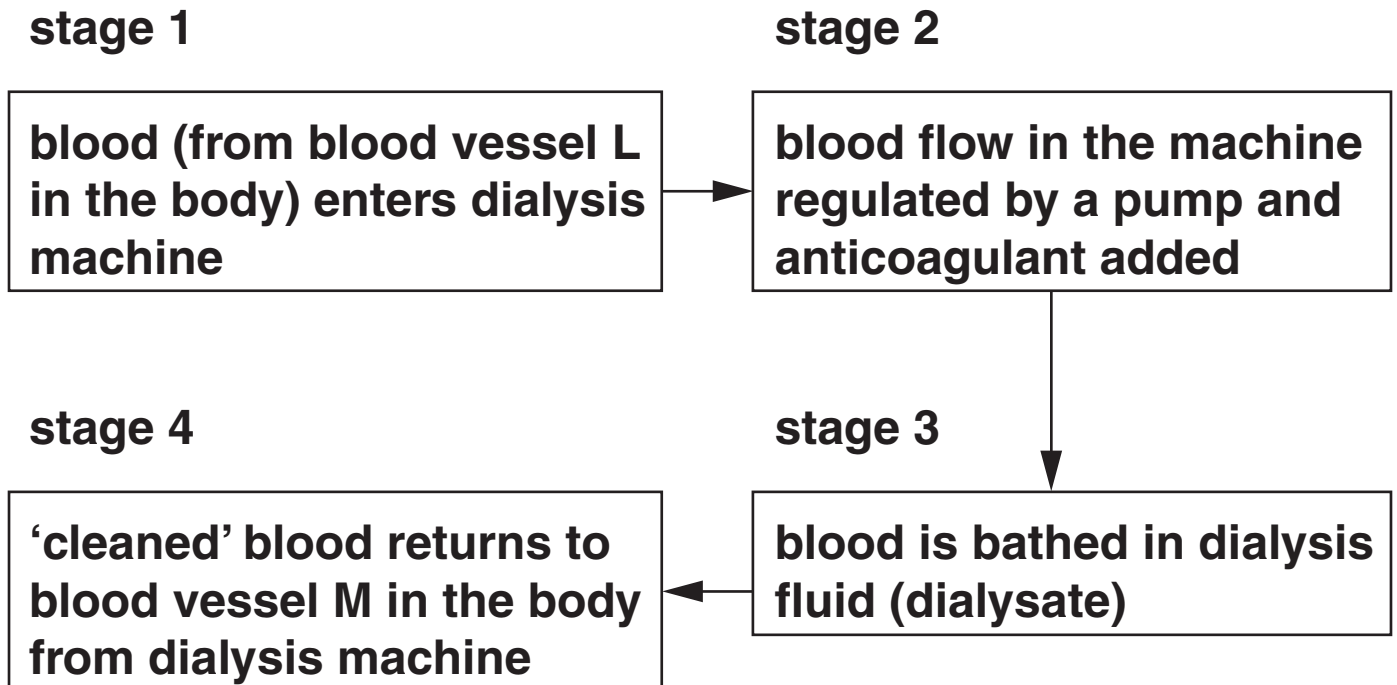 stage 1
blood (from blood vessel L
in the body) enters dialysis
machine
stage 2
blood flow in the machine
regulated by a pump and
anticoagulant added
stage 3
blood is bathed in dialysis
fluid (dialysate)
stage 4
‘cleaned’ blood returns to
blood vessel M in the body
from dialysis machine